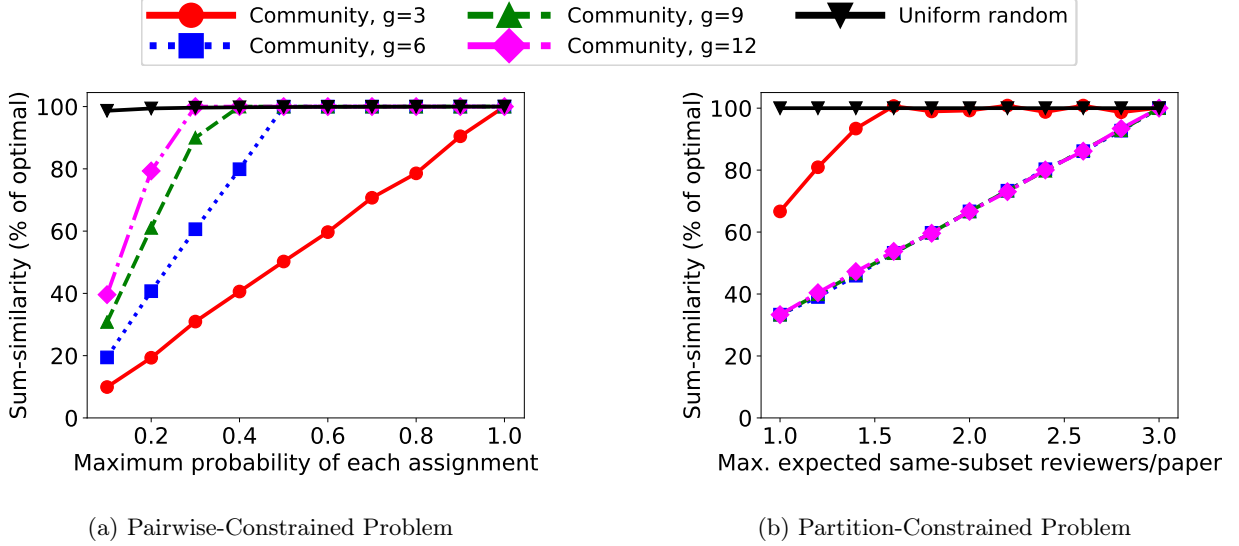 Community, g=3
Community, g=6
Community, g=9
Community, g=12
Uniform random
Sum-similarity (% of optimal)
100
80
60
40
20
0
0.2 0.4 0.6 0.8 1.0
Maximum probability of each assignment
(a) Pairwise-Constrained Problem
Sum-similarity (% of optimal)
100
80
60
40
20
0
1.0 1.5 2.0 2.5 3.0
Max. expected same-subset reviewers/paper
(b) Partition-Constrained Problem